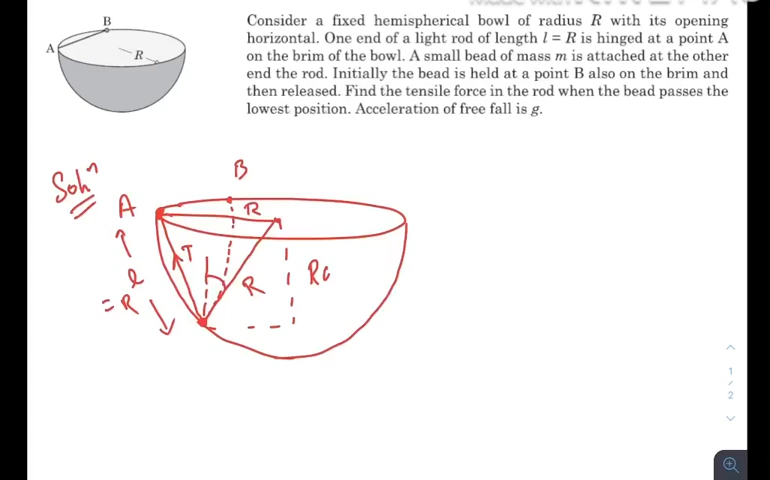 Consider a fixed hemispherical bowl of radius R with its opening
horizontal. One end of a light rod of length l = R is hinged at a point A
on the brim of the bowl. A small bead of mass m is attached at the other
end the rod. Initially the bead is held at a point B also on the brim and
then released. Find the tensile force in the rod when the bead passes the
lowest position. Acceleration of free fall is g.
B
A
R
Solⁿ
B
A
R
T
l
= R
R
R
1
/
2